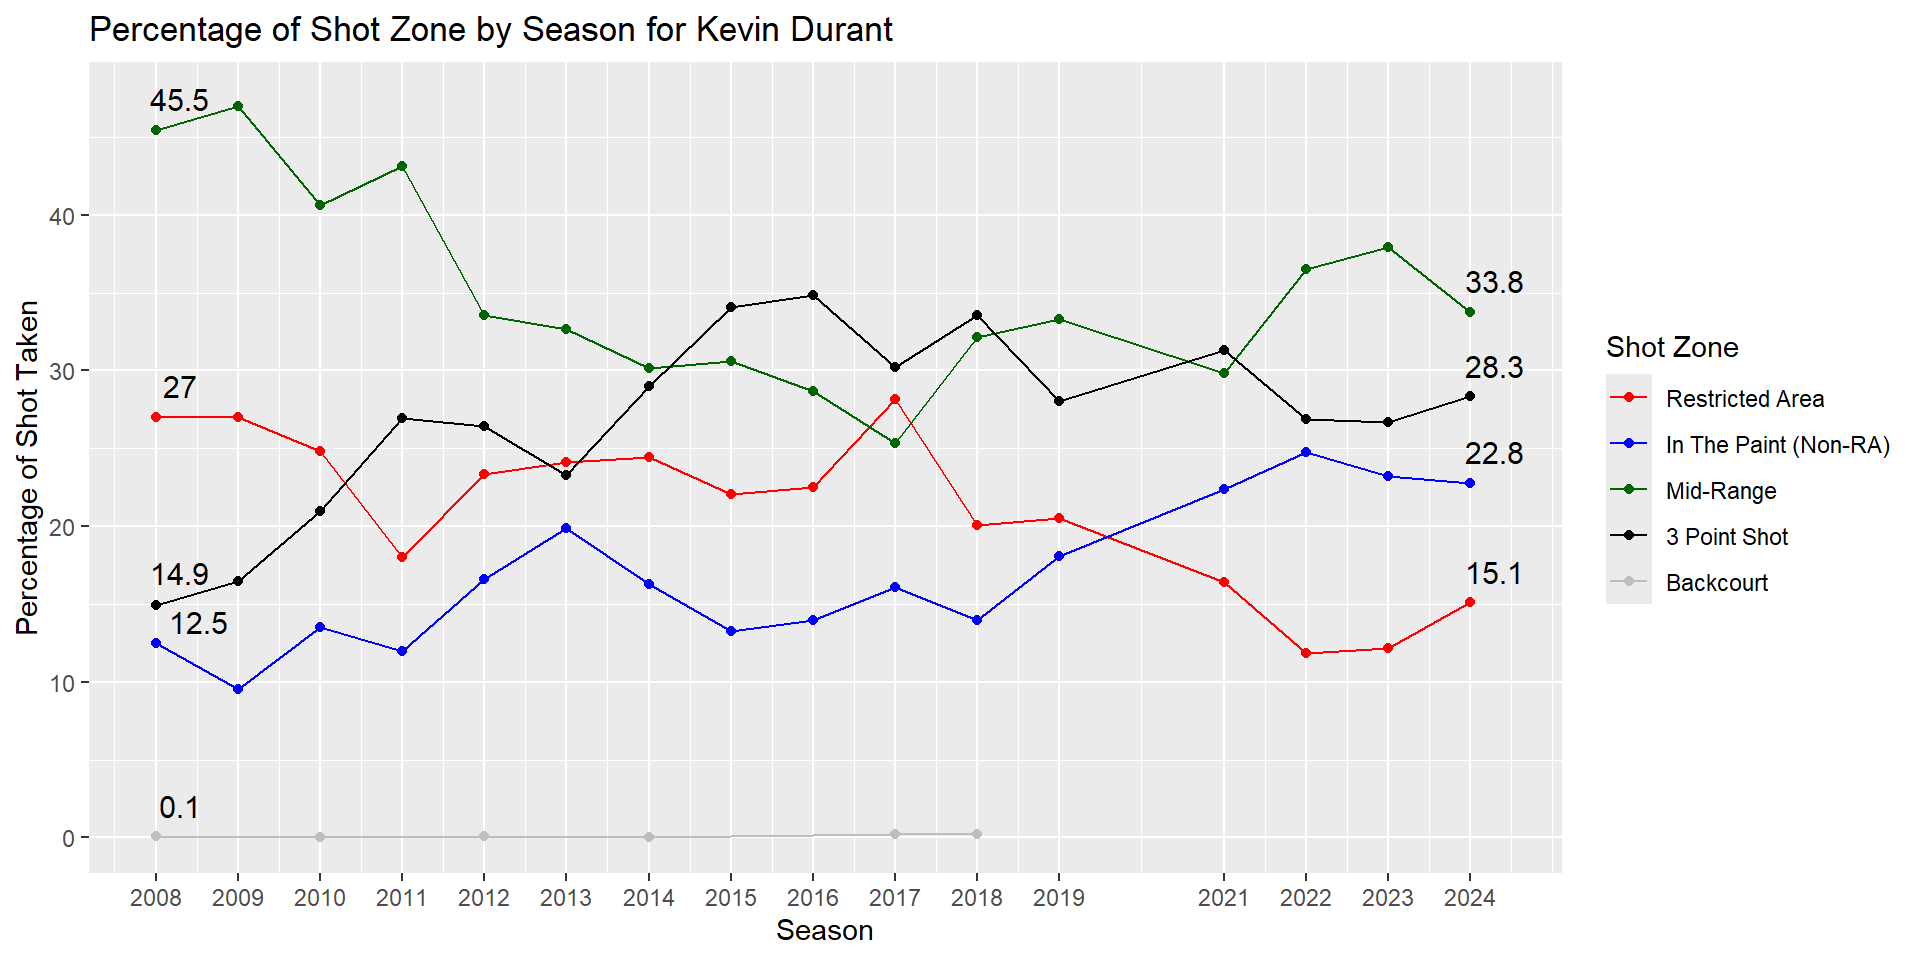 Percentage of Shot Zone by Season for Kevin Durant
Percentage of Shot Taken
40
30
20
10
0
45.5
27
14.9
12.5
0.1
33.8
28.3
22.8
15.1
2008 2009 2010 2011 2012 2013 2014 2015 2016 2017 2018 2019 2021 2022 2023 2024
Season
Shot Zone
Restricted Area
In The Paint (Non-RA)
Mid-Range
3 Point Shot
Backcourt